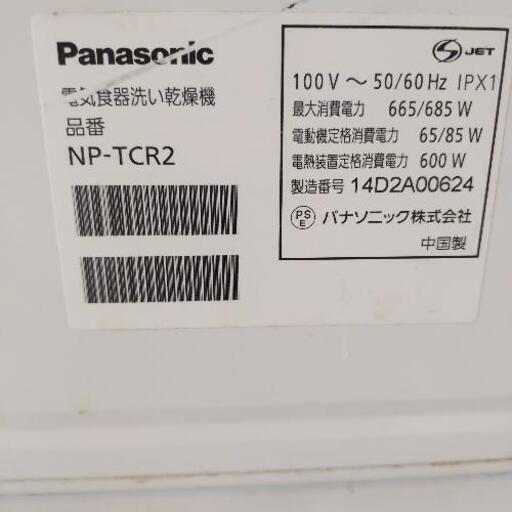 Panasonic
電気食器洗い乾燥機
品番
NP-TCR2
S JET
100V ～ 50/60Hz IPX1
最大消費電力 665/685 W
電動機定格消費電力 65/85 W
電熱装置定格消費電力 600 W
製造番号 14D2A00624
PS E パナソニック株式会社
中国製